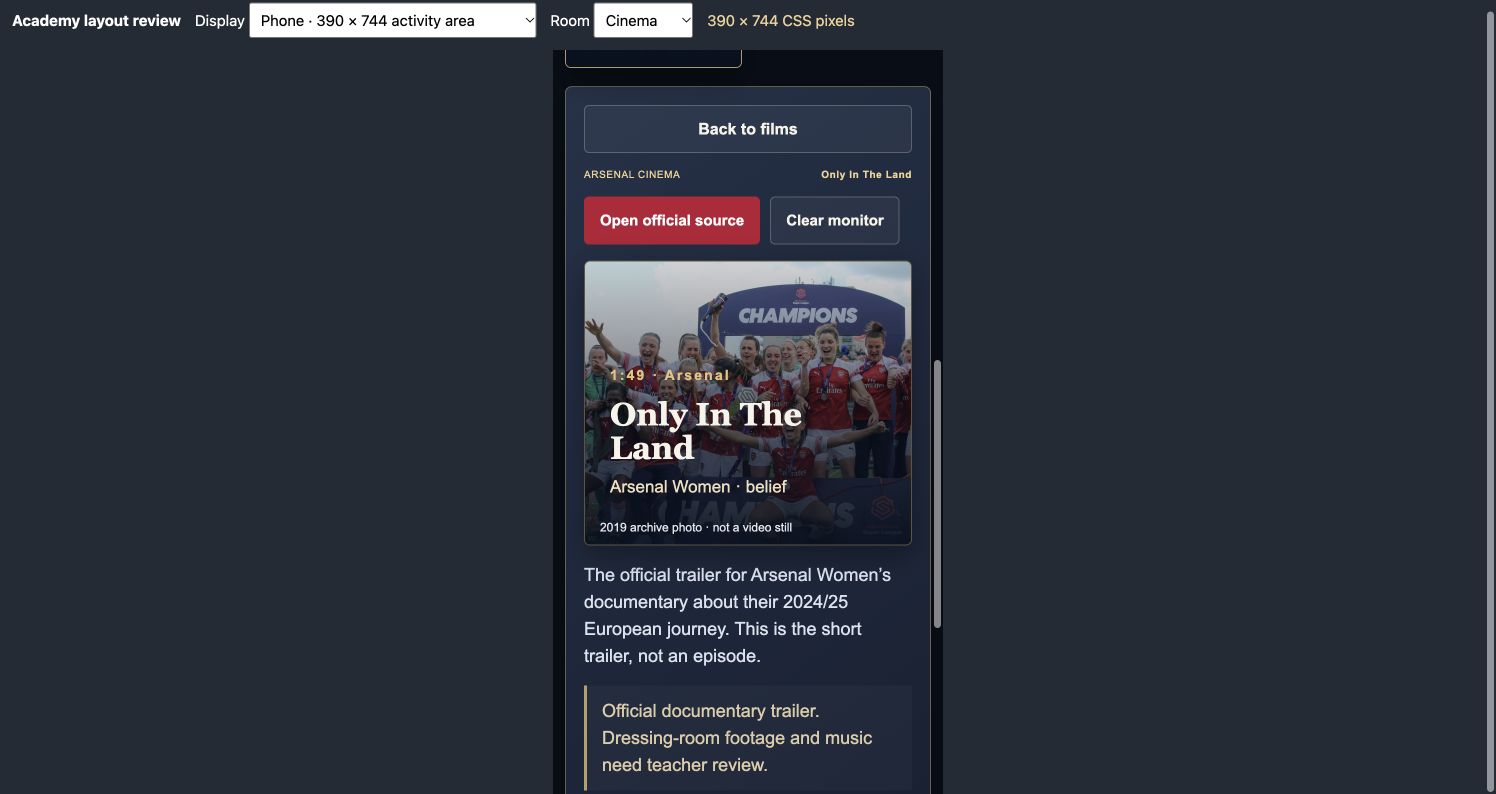 Academy layout review Display Phone · 390 × 744 activity area Room Cinema 390 × 744 CSS pixels
Back to films
ARSENAL CINEMA Only In The Land
Open official source Clear monitor
CHAMPIONS
1:49 · Arsenal
Only In The
Land
Arsenal Women · belief
CHAMPIONS
2019 archive photo · not a video still
The official trailer for Arsenal Women’s
documentary about their 2024/25
European journey. This is the short
trailer, not an episode.
Official documentary trailer.
Dressing-room footage and music
need teacher review.